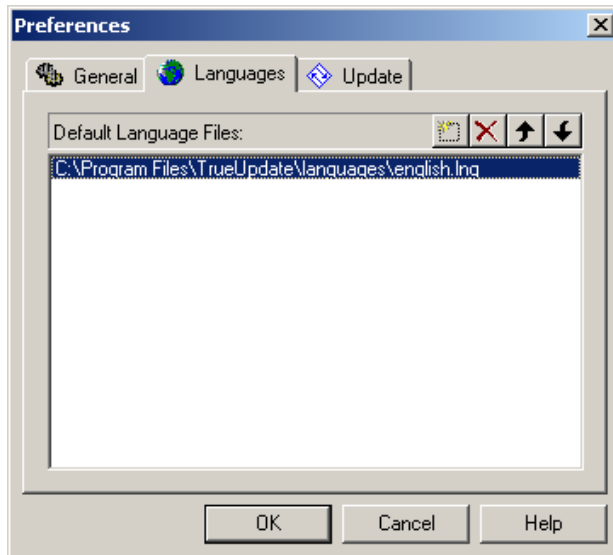 Preferences
General
Languages
Update
Default Language Files:
C:\Program Files\TrueUpdate\languages\english.lng
OK
Cancel
Help